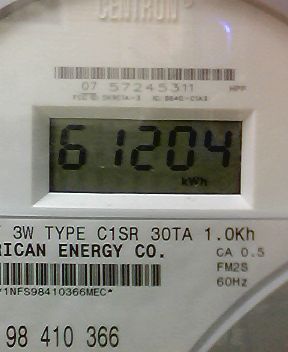 CENTRON®
07 57245311 HPP
61204
kWh
3W TYPE C1SR 30TA 1.0Kh
RICAN ENERGY CO. CA 0.5
FM2S
60Hz
1NFS98410366MEC*
98 410 366